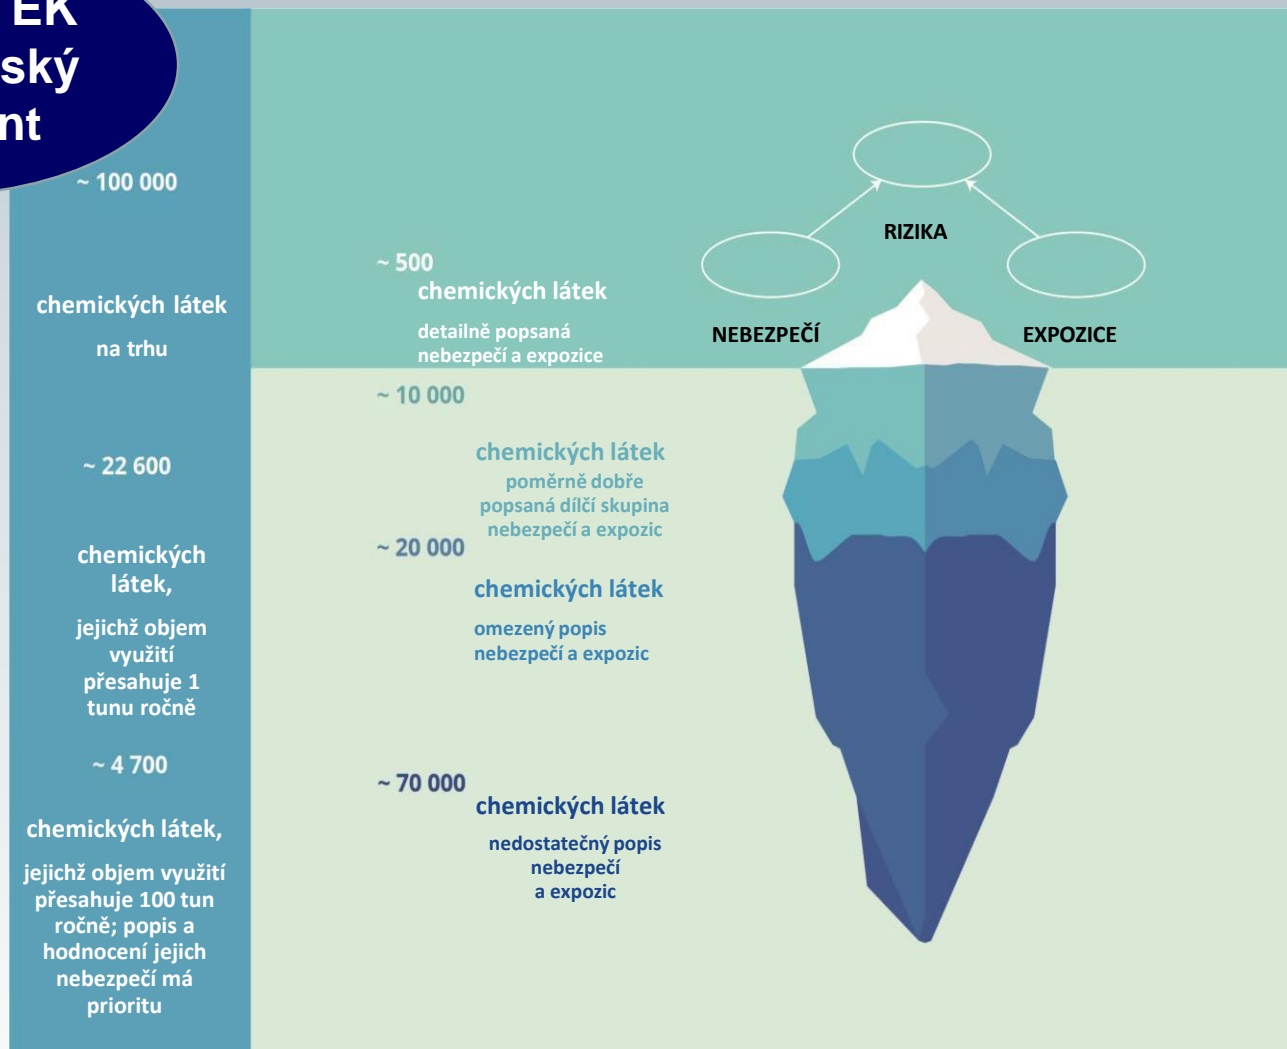 EK
ský
nt
~ 100 000
chemických látek
na trhu
~ 22 600
chemických
látek,
jejichž objem
využití
přesahuje 1
tunu ročně
~ 4 700
chemických látek,
jejichž objem využití
přesahuje 100 tun
ročně; popis a
hodnocení jejich
nebezpečí má
prioritu
~ 500
chemických látek
detailně popsaná
nebezpečí a expozice
~ 10 000
chemických látek
poměrně dobře
popsaná dílčí skupina
nebezpečí a expozic
~ 20 000
chemických látek
omezený popis
nebezpečí a expozic
~ 70 000
chemických látek
nedostatečný popis
nebezpečí
a expozic
RIZIKA
NEBEZPEČÍ
EXPOZICE